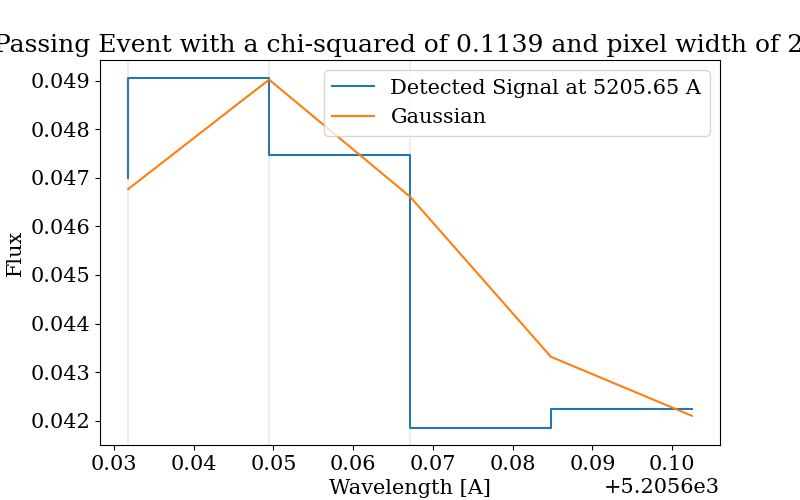 Passing Event with a chi-squared of 0.1139 and pixel width of 2
Detected Signal at 5205.65 A
Gaussian
Flux
0.049
0.048
0.047
0.046
0.045
0.044
0.043
0.042
0.03 0.04 0.05 0.06 0.07 0.08 0.09 0.10
Wavelength [A]
+5.2056e3